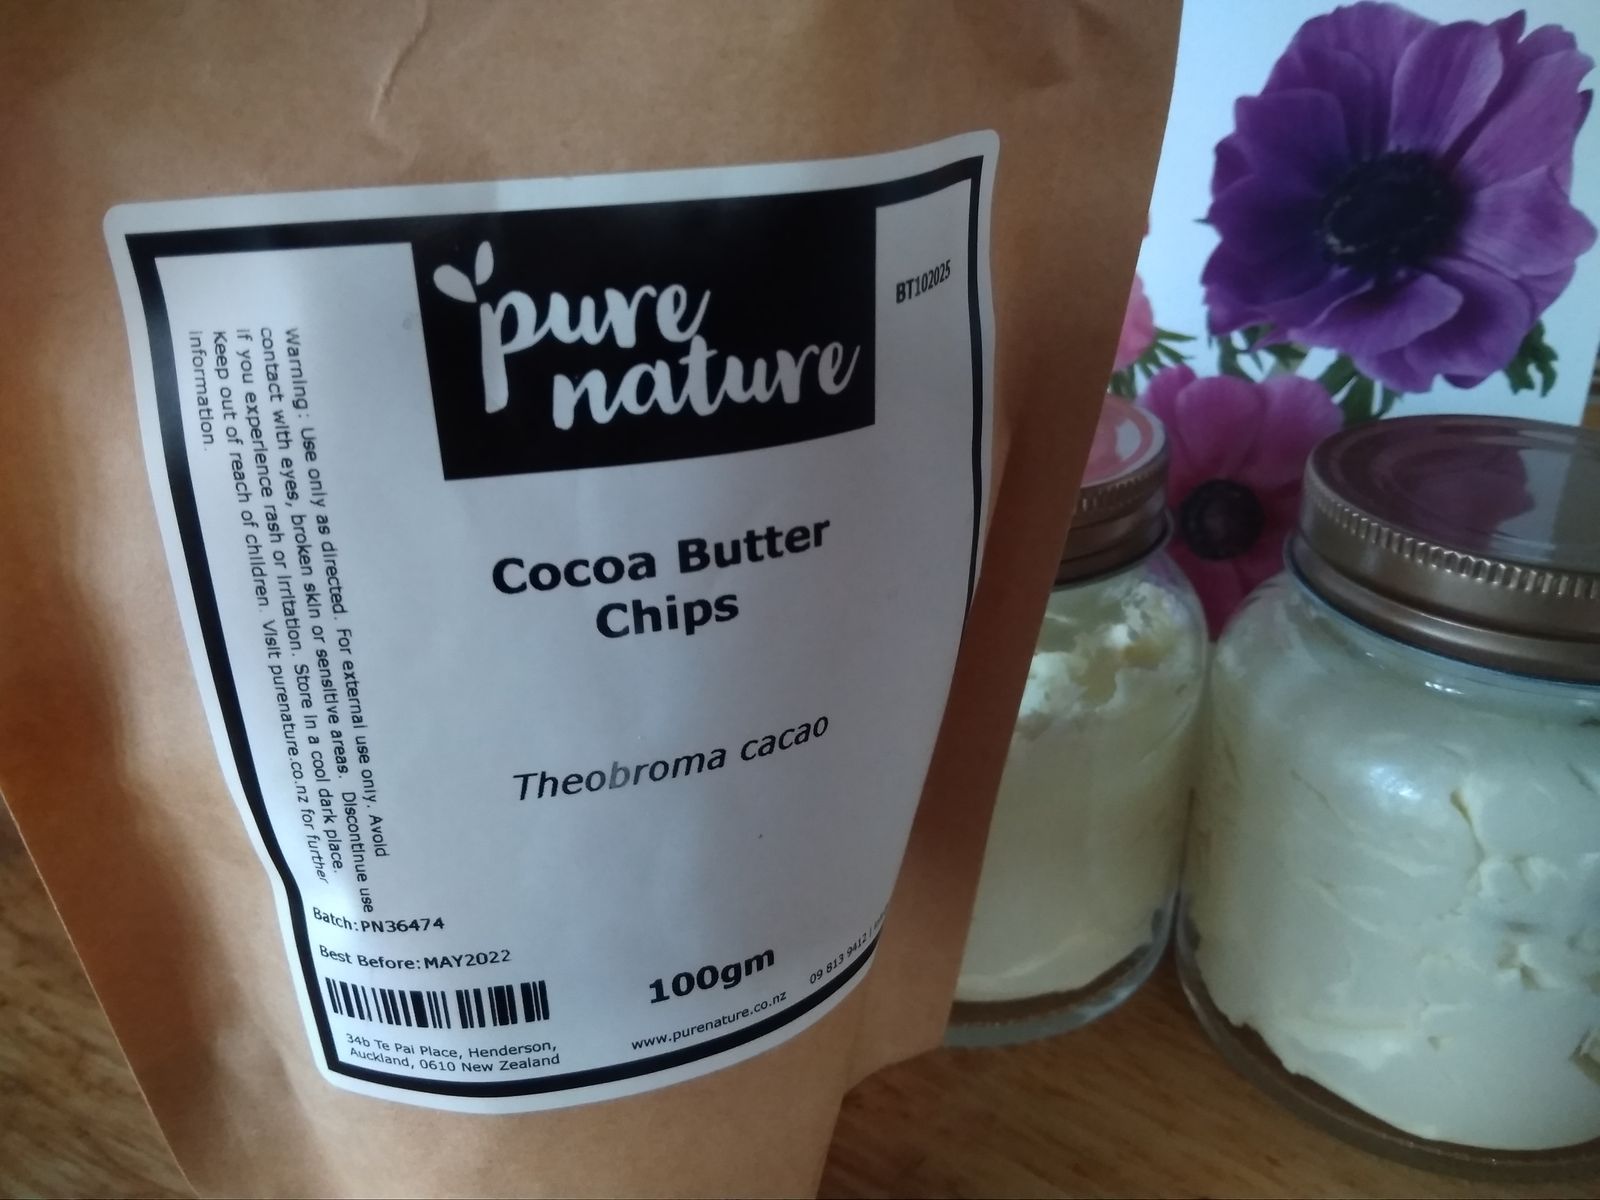 pure
nature
BT102025
Warning: Use only as directed. For external use only. Avoid
contact with eyes, broken skin or sensitive areas. Discontinue use
if you experience rash or irritation. Store in a cool dark place.
Keep out of reach of children. Visit purenature.co.nz for further
information.
Cocoa Butter
Chips
Theobroma cacao
Batch: PN36474
Best Before: MAY2022
100gm
34b Te Pai Place, Henderson,
Auckland, 0610 New Zealand
www.purenature.co.nz
09 813 9412 |